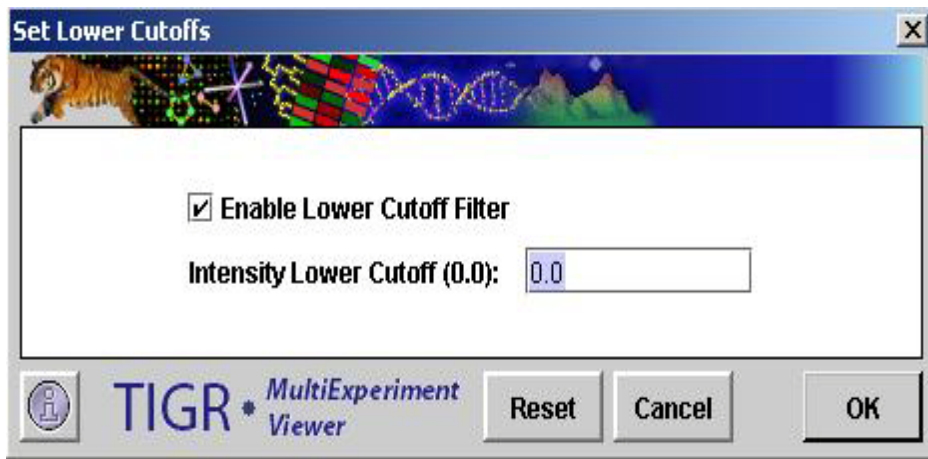 Set Lower Cutoffs
Enable Lower Cutoff Filter
Intensity Lower Cutoff (0.0): 0.0
TIGR • MultiExperiment
Viewer
Reset Cancel OK